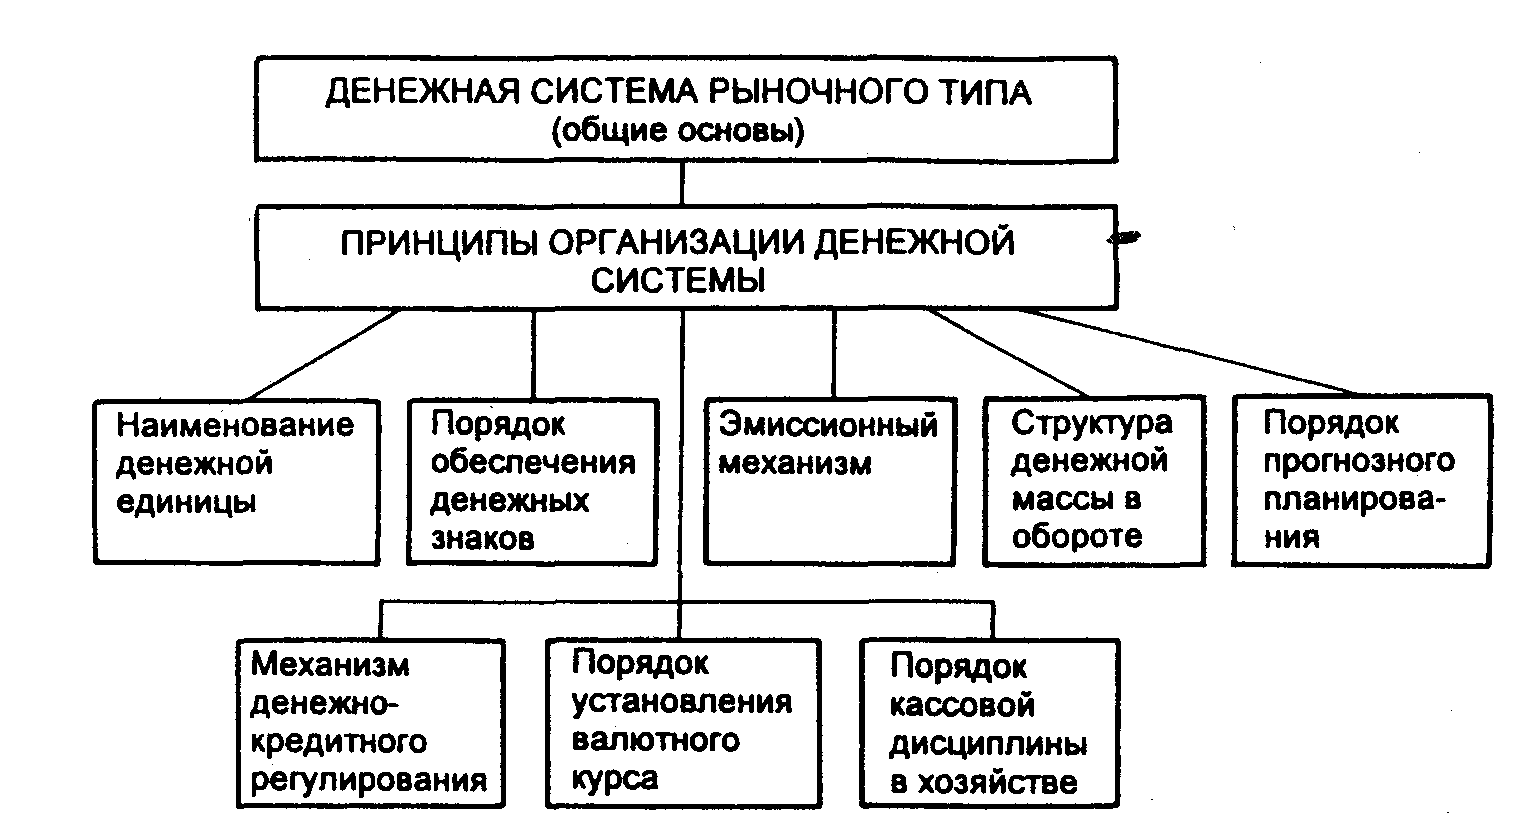 ДЕНЕЖНАЯ СИСТЕМА РЫНОЧНОГО ТИПА
(общие основы)
ПРИНЦИПЫ ОРГАНИЗАЦИИ ДЕНЕЖНОЙ
СИСТЕМЫ
Наименование
денежной
единицы
Порядок
обеспечения
денежных
знаков
Эмиссионный
механизм
Структура
денежной
массы в
обороте
Порядок
прогнозного
планирова-
ния
Механизм
денежно-
кредитного
регулирования
Порядок
установления
валютного
курса
Порядок
кассовой
дисциплины
в хозяйстве